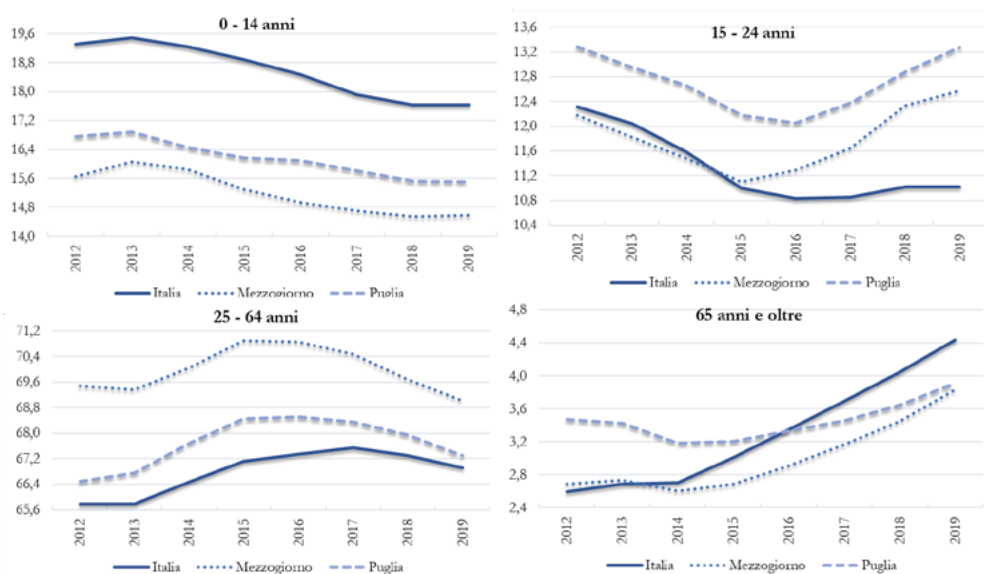 0 - 14 anni
19,6
18,8
18,0
17,2
16,4
15,6
14,8
14,0
2012 2013 2014 2015 2016 2017 2018 2019
Italia Mezzogiorno Puglia
15 - 24 anni
13,6
13,2
12,8
12,4
12,0
11,6
11,2
10,8
10,4
2012 2013 2014 2015 2016 2017 2018 2019
Italia Mezzogiorno Puglia
25 - 64 anni
71,2
70,4
69,6
68,8
68,0
67,2
66,4
65,6
2012 2013 2014 2015 2016 2017 2018 2019
Italia Mezzogiorno Puglia
65 anni e oltre
4,8
4,4
4,0
3,6
3,2
2,8
2,4
2012 2013 2014 2015 2016 2017 2018 2019
Italia Mezzogiorno Puglia